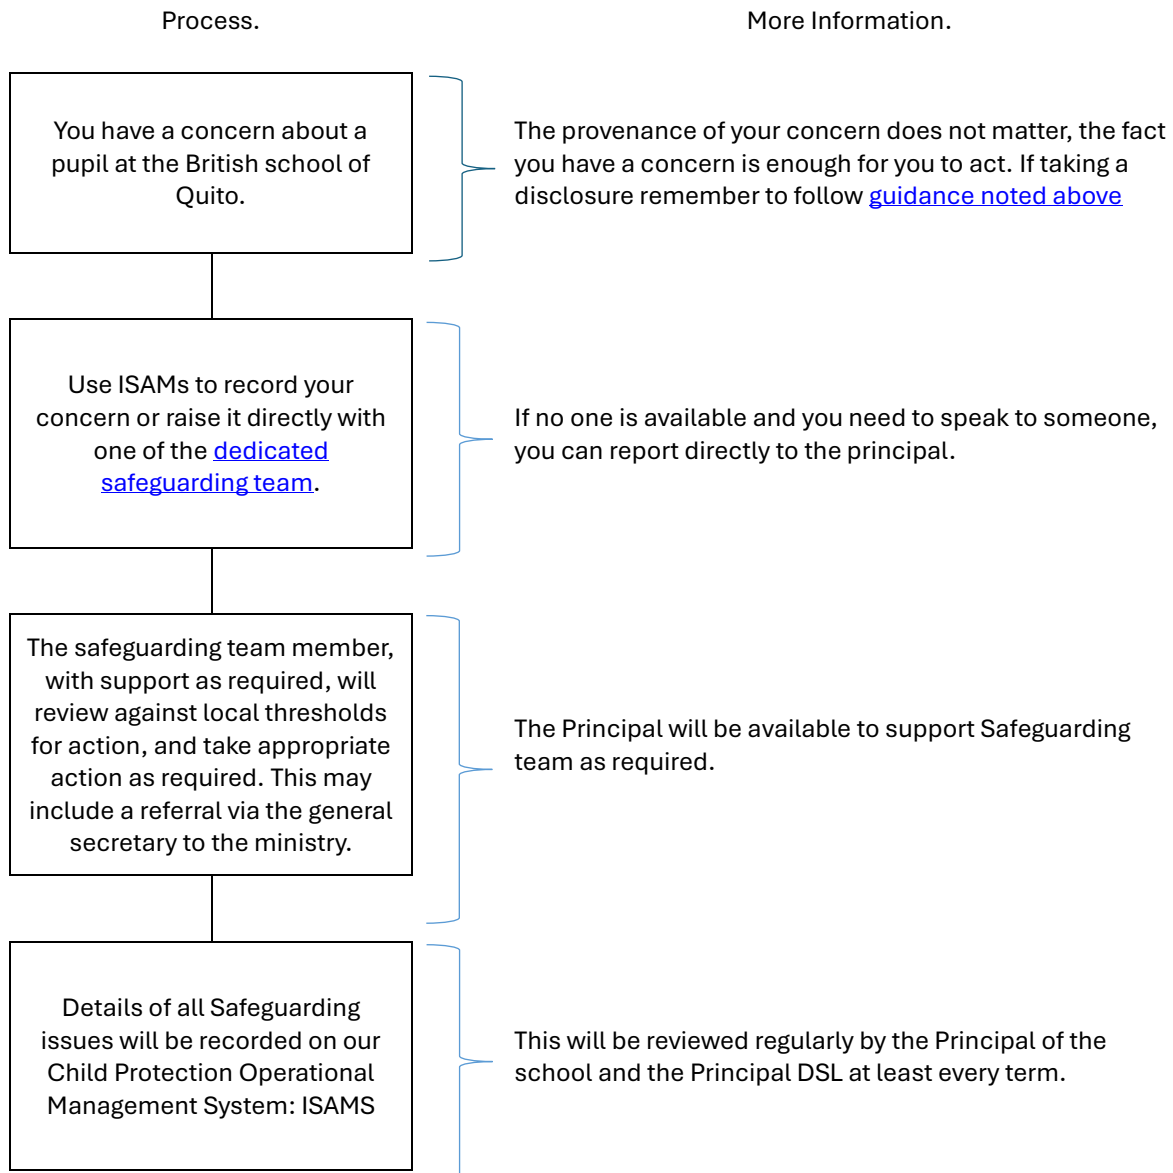 Process.
More Information.
You have a concern about a
pupil at the British school of
Quito.
The provenance of your concern does not matter, the fact
you have a concern is enough for you to act. If taking a
disclosure remember to follow guidance noted above
Use ISAMs to record your
concern or raise it directly with
one of the dedicated
safeguarding team.
If no one is available and you need to speak to someone,
you can report directly to the principal.
The safeguarding team member,
with support as required, will
review against local thresholds
for action, and take appropriate
action as required. This may
include a referral via the general
secretary to the ministry.
The Principal will be available to support Safeguarding
team as required.
Details of all Safeguarding
issues will be recorded on our
Child Protection Operational
Management System: ISAMS
This will be reviewed regularly by the Principal of the
school and the Principal DSL at least every term.